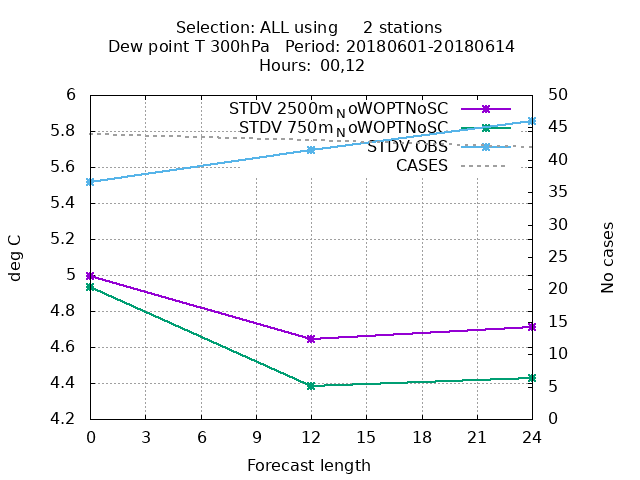 Selection: ALL using     2 stations
Dew point T 300hPa   Period: 20180601-20180614
Hours:  00,12
6 50
STDV 2500m_NoWOPTNoSC
STDV 750m_NoWOPTNoSC
STDV OBS
CASES
5.8
5.6
5.4
5.2
5
4.8
4.6
4.4
4.2
45
40
35
30
25
20
15
10
5
0
deg C
No cases
0 3 6 9 12 15 18 21 24
Forecast length